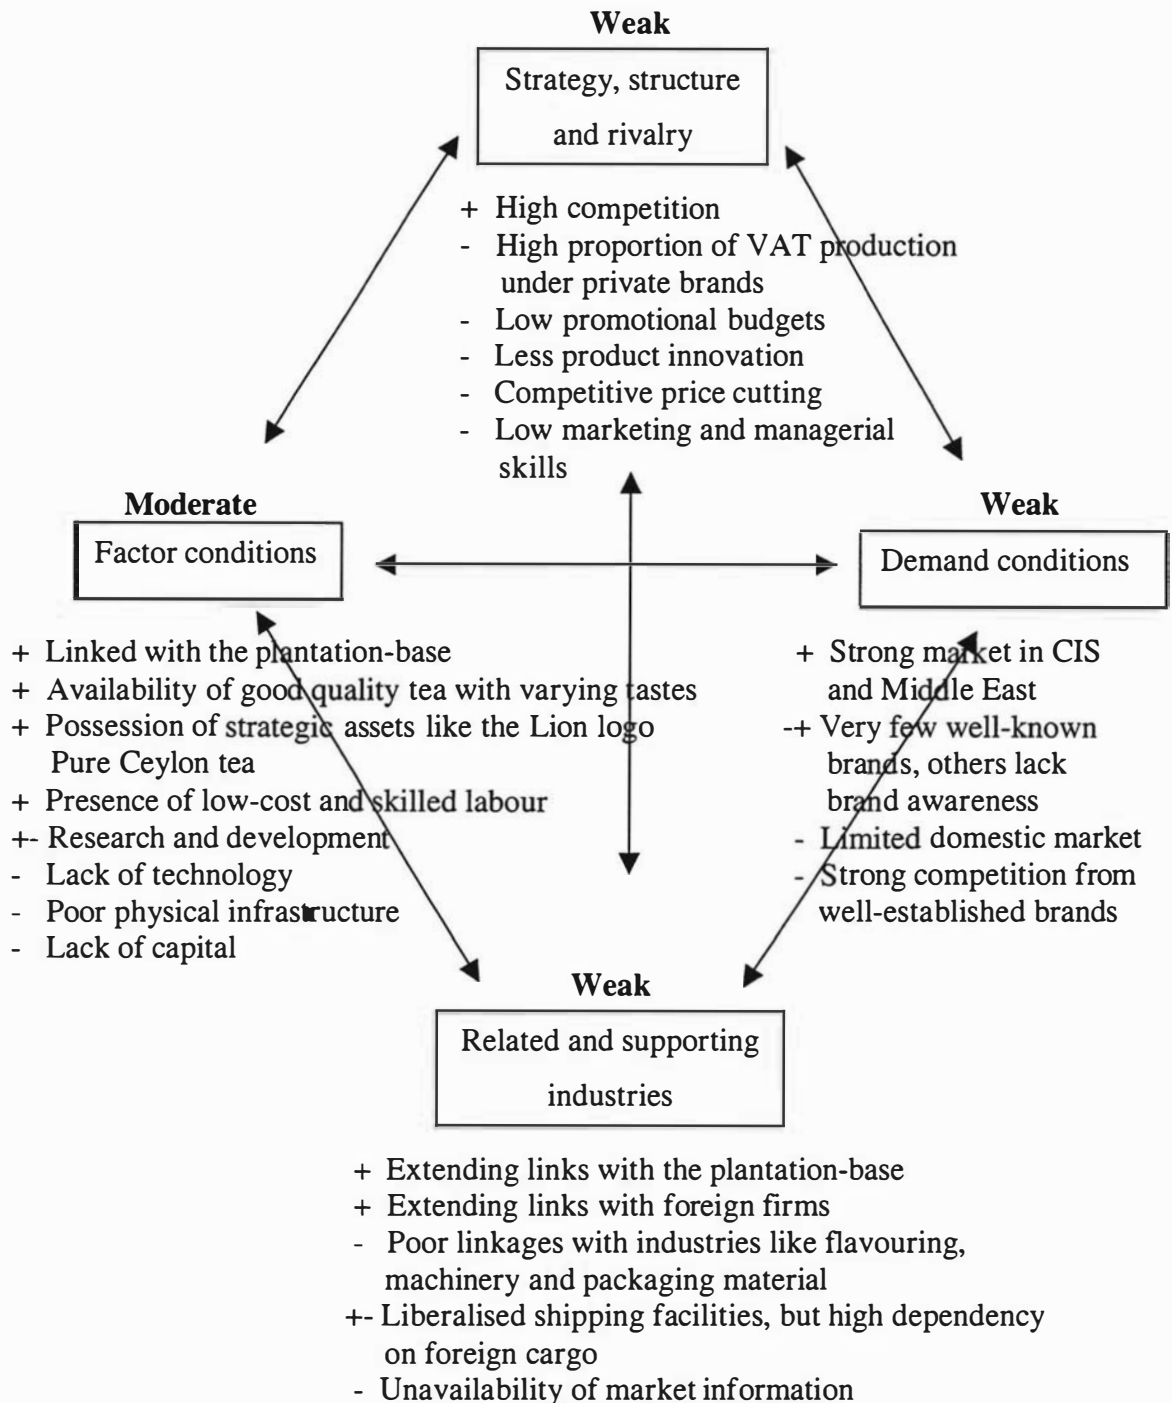 Weak
Strategy, structure
and rivalry
+ High competition
- High proportion of VAT production
under private brands
- Low promotional budgets
- Less product innovation
- Competitive price cutting
- Low marketing and managerial
skills
Moderate
Factor conditions
+ Linked with the plantation-base
+ Availability of good quality tea with varying tastes
+ Possession of strategic assets like the Lion logo
Pure Ceylon tea
+ Presence of low-cost and skilled labour
+- Research and development
- Lack of technology
- Poor physical infrastructure
- Lack of capital
Weak
Demand conditions
+ Strong market in CIS
and Middle East
-+ Very few well-known
brands, others lack
brand awareness
- Limited domestic market
- Strong competition from
well-established brands
Weak
Related and supporting
industries
+ Extending links with the plantation-base
+ Extending links with foreign firms
- Poor linkages with industries like flavouring,
machinery and packaging material
+- Liberalised shipping facilities, but high dependency
on foreign cargo
- Unavailability of market information